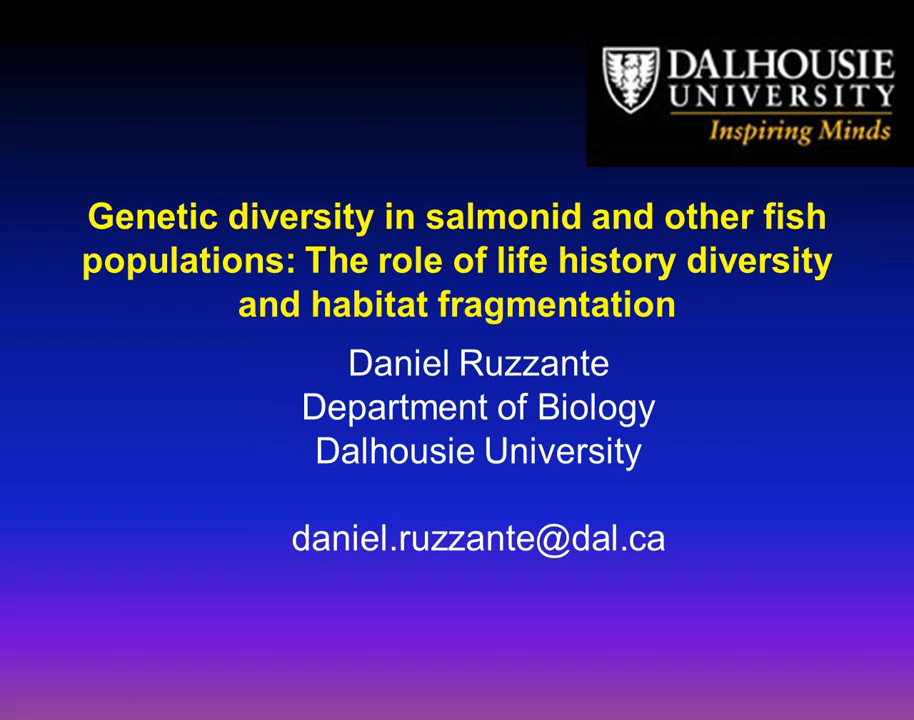 DALHOUSIE
UNIVERSITY
Inspiring Minds
Genetic diversity in salmonid and other fish
populations: The role of life history diversity
and habitat fragmentation
Daniel Ruzzante
Department of Biology
Dalhousie University
daniel.ruzzante@dal.ca